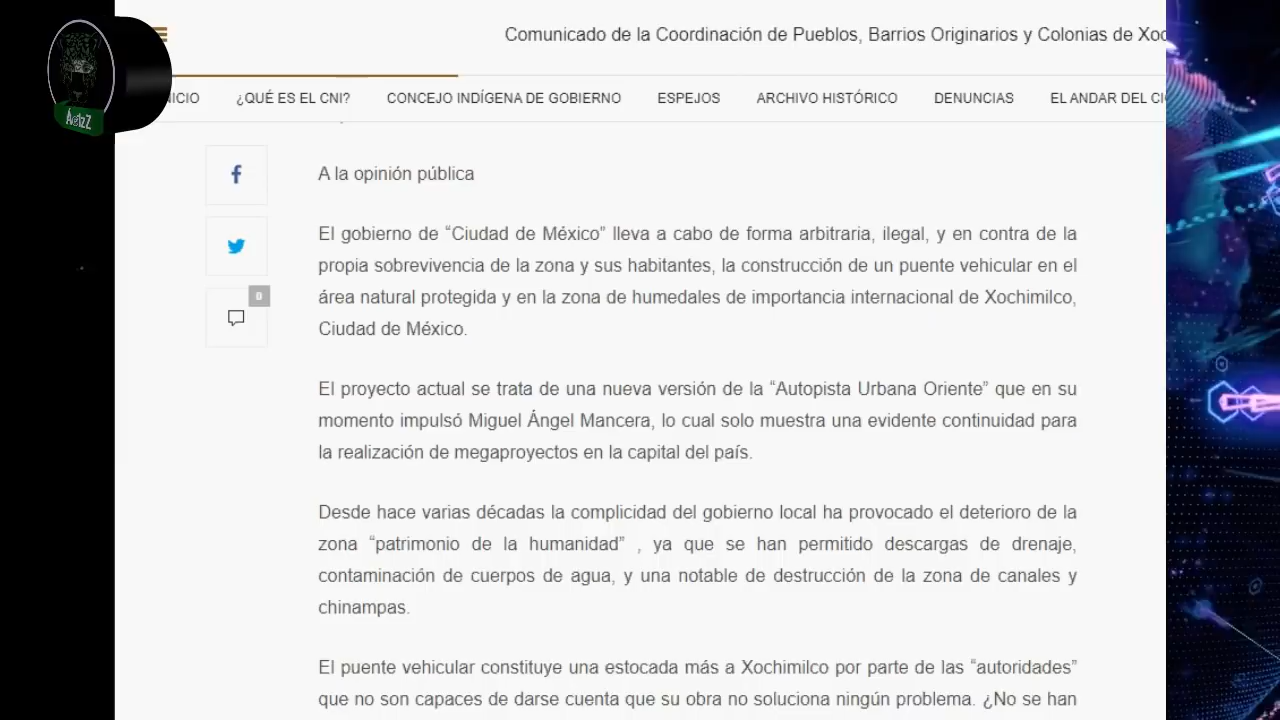 Comunicado de la Coordinación de Pueblos, Barrios Originarios y Colonias de
¿QUÉ ES EL CNI? CONCEJO INDÍGENA DE GOBIERNO ESPEJOS ARCHIVO HISTÓRICO DENUNCIAS EL ANDAR DEL
AcizZ
A la opinión pública
0
El gobierno de “Ciudad de México” lleva a cabo de forma arbitraria, ilegal, y en contra de la
propia sobrevivencia de la zona y sus habitantes, la construcción de un puente vehicular en el
área natural protegida y en la zona de humedales de importancia internacional de Xochimilco,
Ciudad de México.
El proyecto actual se trata de una nueva versión de la “Autopista Urbana Oriente” que en su
momento impulsó Miguel Ángel Mancera, lo cual solo muestra una evidente continuidad para
la realización de megaproyectos en la capital del país.
Desde hace varias décadas la complicidad del gobierno local ha provocado el deterioro de la
zona “patrimonio de la humanidad” , ya que se han permitido descargas de drenaje,
contaminación de cuerpos de agua, y una notable de destrucción de la zona de canales y
chinampas.
El puente vehicular constituye una estocada más a Xochimilco por parte de las “autoridades”
que no son capaces de darse cuenta que su obra no soluciona ningún problema. ¿No se han